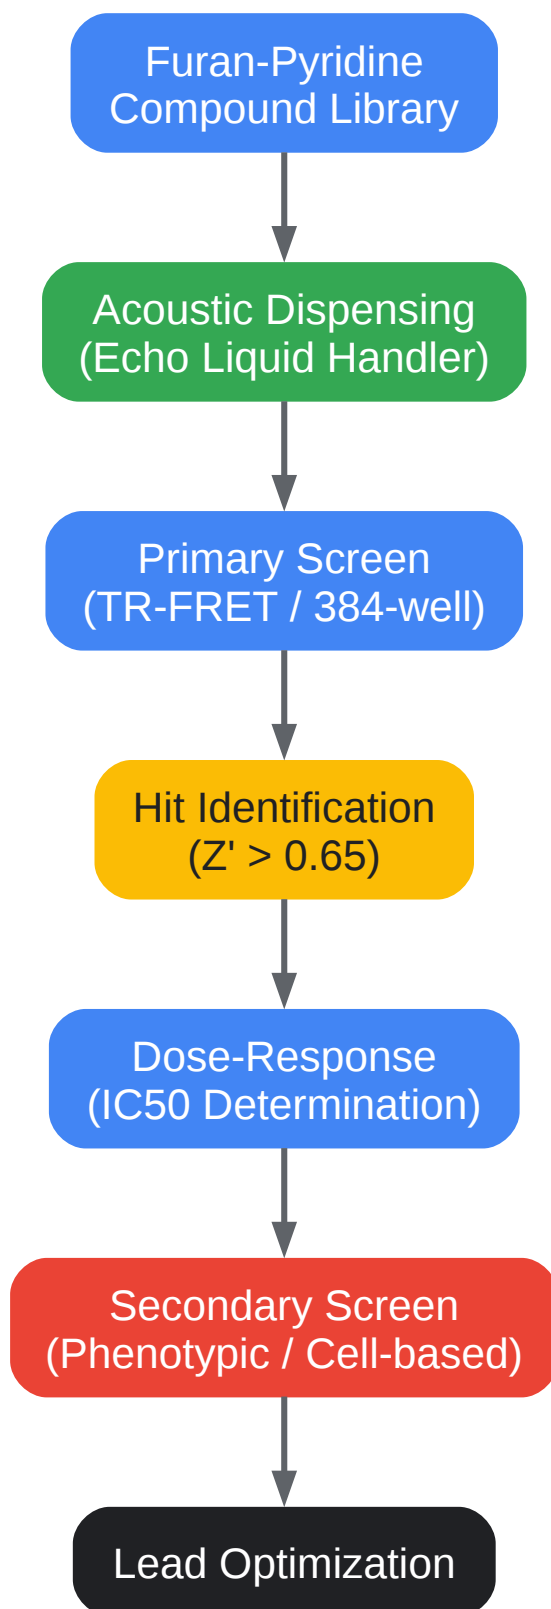 Furan-Pyridine
Compound Library
Acoustic Dispensing
(Echo Liquid Handler)
Primary Screen
(TR-FRET / 384-well)
Hit Identification
(Z' > 0.65)
Dose-Response
(IC50 Determination)
Secondary Screen
(Phenotypic / Cell-based)
Lead Optimization